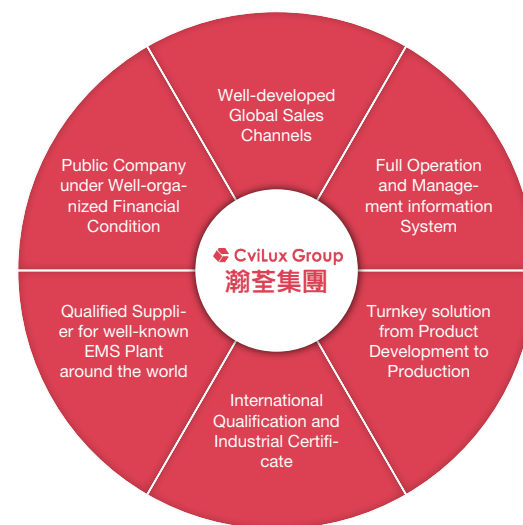 Well-developed
Global Sales
Channels
Public Company
under Well-orga-
nized Financial
Condition
Full Operation
and Manage-
ment information
System
CviLux Group
瀚荃集團
Qualified Suppli-
er for well-known
EMS Plant
around the world
Turnkey solution
from Product
Development to
Production
International
Qualification and
Industrial Certifi-
cate